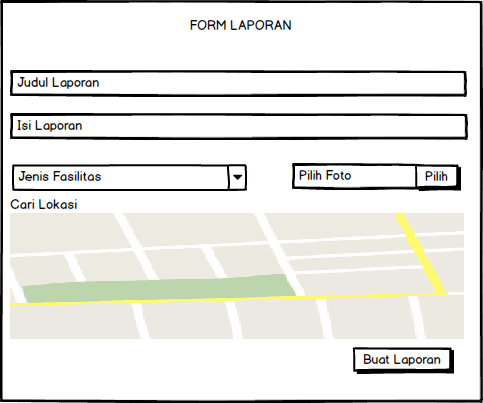 FORM LAPORAN
Judul Laporan
Isi Laporan
Jenis Fasilitas
Pilih Foto Pilih
Cari Lokasi
Buat Laporan